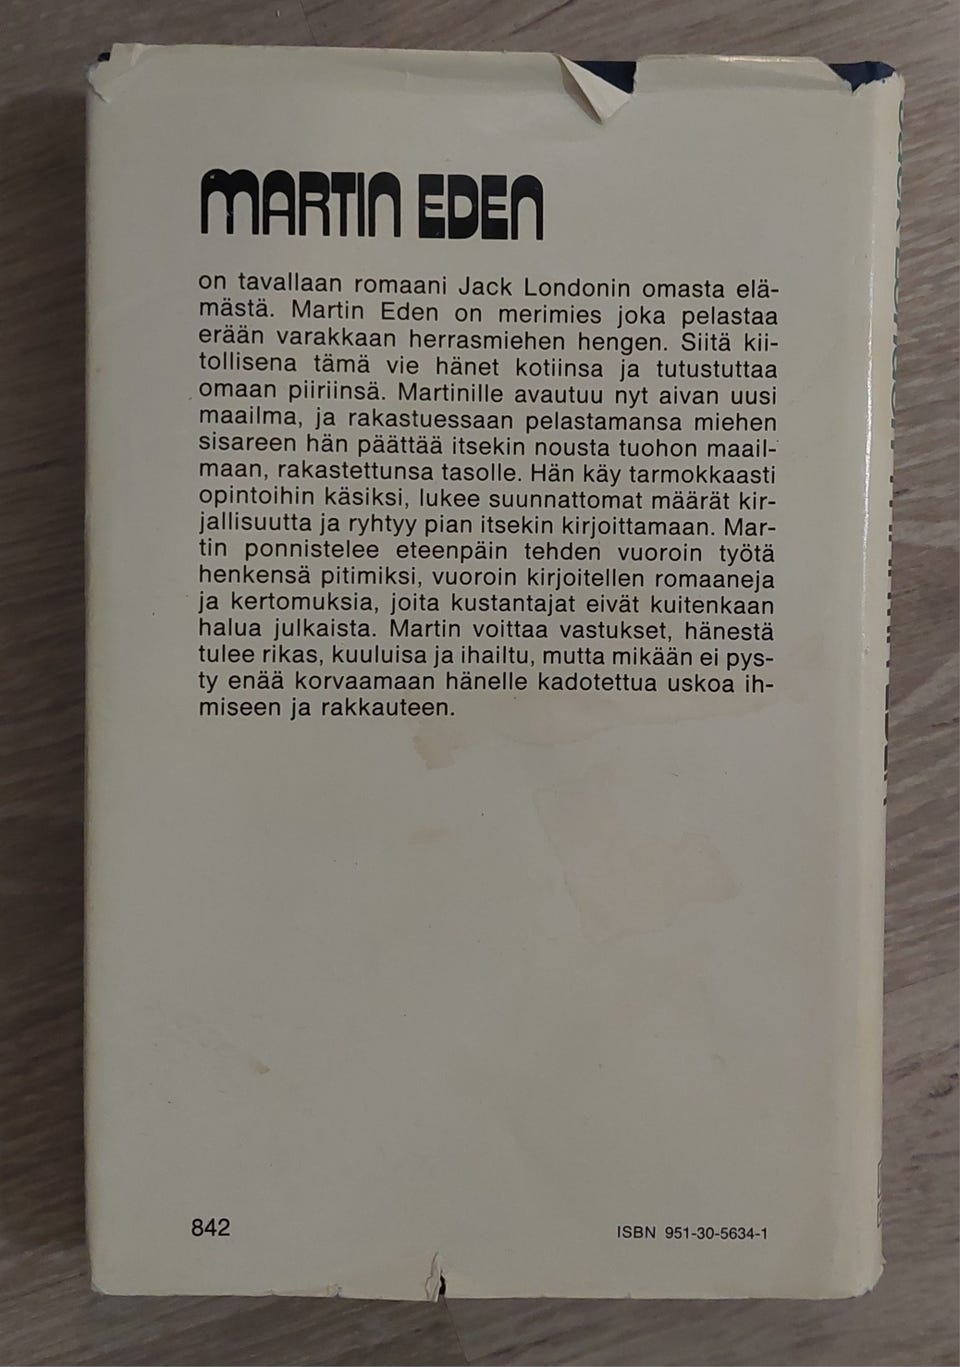 MARTIN EDEN
on tavallaan romaani Jack Londonin omasta elä-
mästä. Martin Eden on merimies joka pelastaa
erään varakkaan herrasmiehen hengen. Siitä kii-
tollisena tämä vie hänet kotiinsa ja tutustuttaa
omaan piiriinsä. Martinille avautuu nyt aivan uusi
maailma, ja rakastuessaan pelastamansa miehen
sisareen hän päättää itsekin nousta tuohon maail-
maan, rakastettunsa tasolle. Hän käy tarmokkaasti
opintoihin käsiksi, lukee suunnattomat määrät kir-
jallisuutta ja ryhtyy pian itsekin kirjoittamaan. Mar-
tin ponnistelee eteenpäin tehden vuoroin työtä
henkensä pitimiksi, vuoroin kirjoitellen romaaneja
ja kertomuksia, joita kustantajat eivät kuitenkaan
halua julkaista. Martin voittaa vastukset, hänestä
tulee rikas, kuuluisa ja ihailtu, mutta mikään ei pys-
ty enää korvaamaan hänelle kadotettua uskoa ih-
miseen ja rakkauteen.
842
ISBN 951-30-5634-1